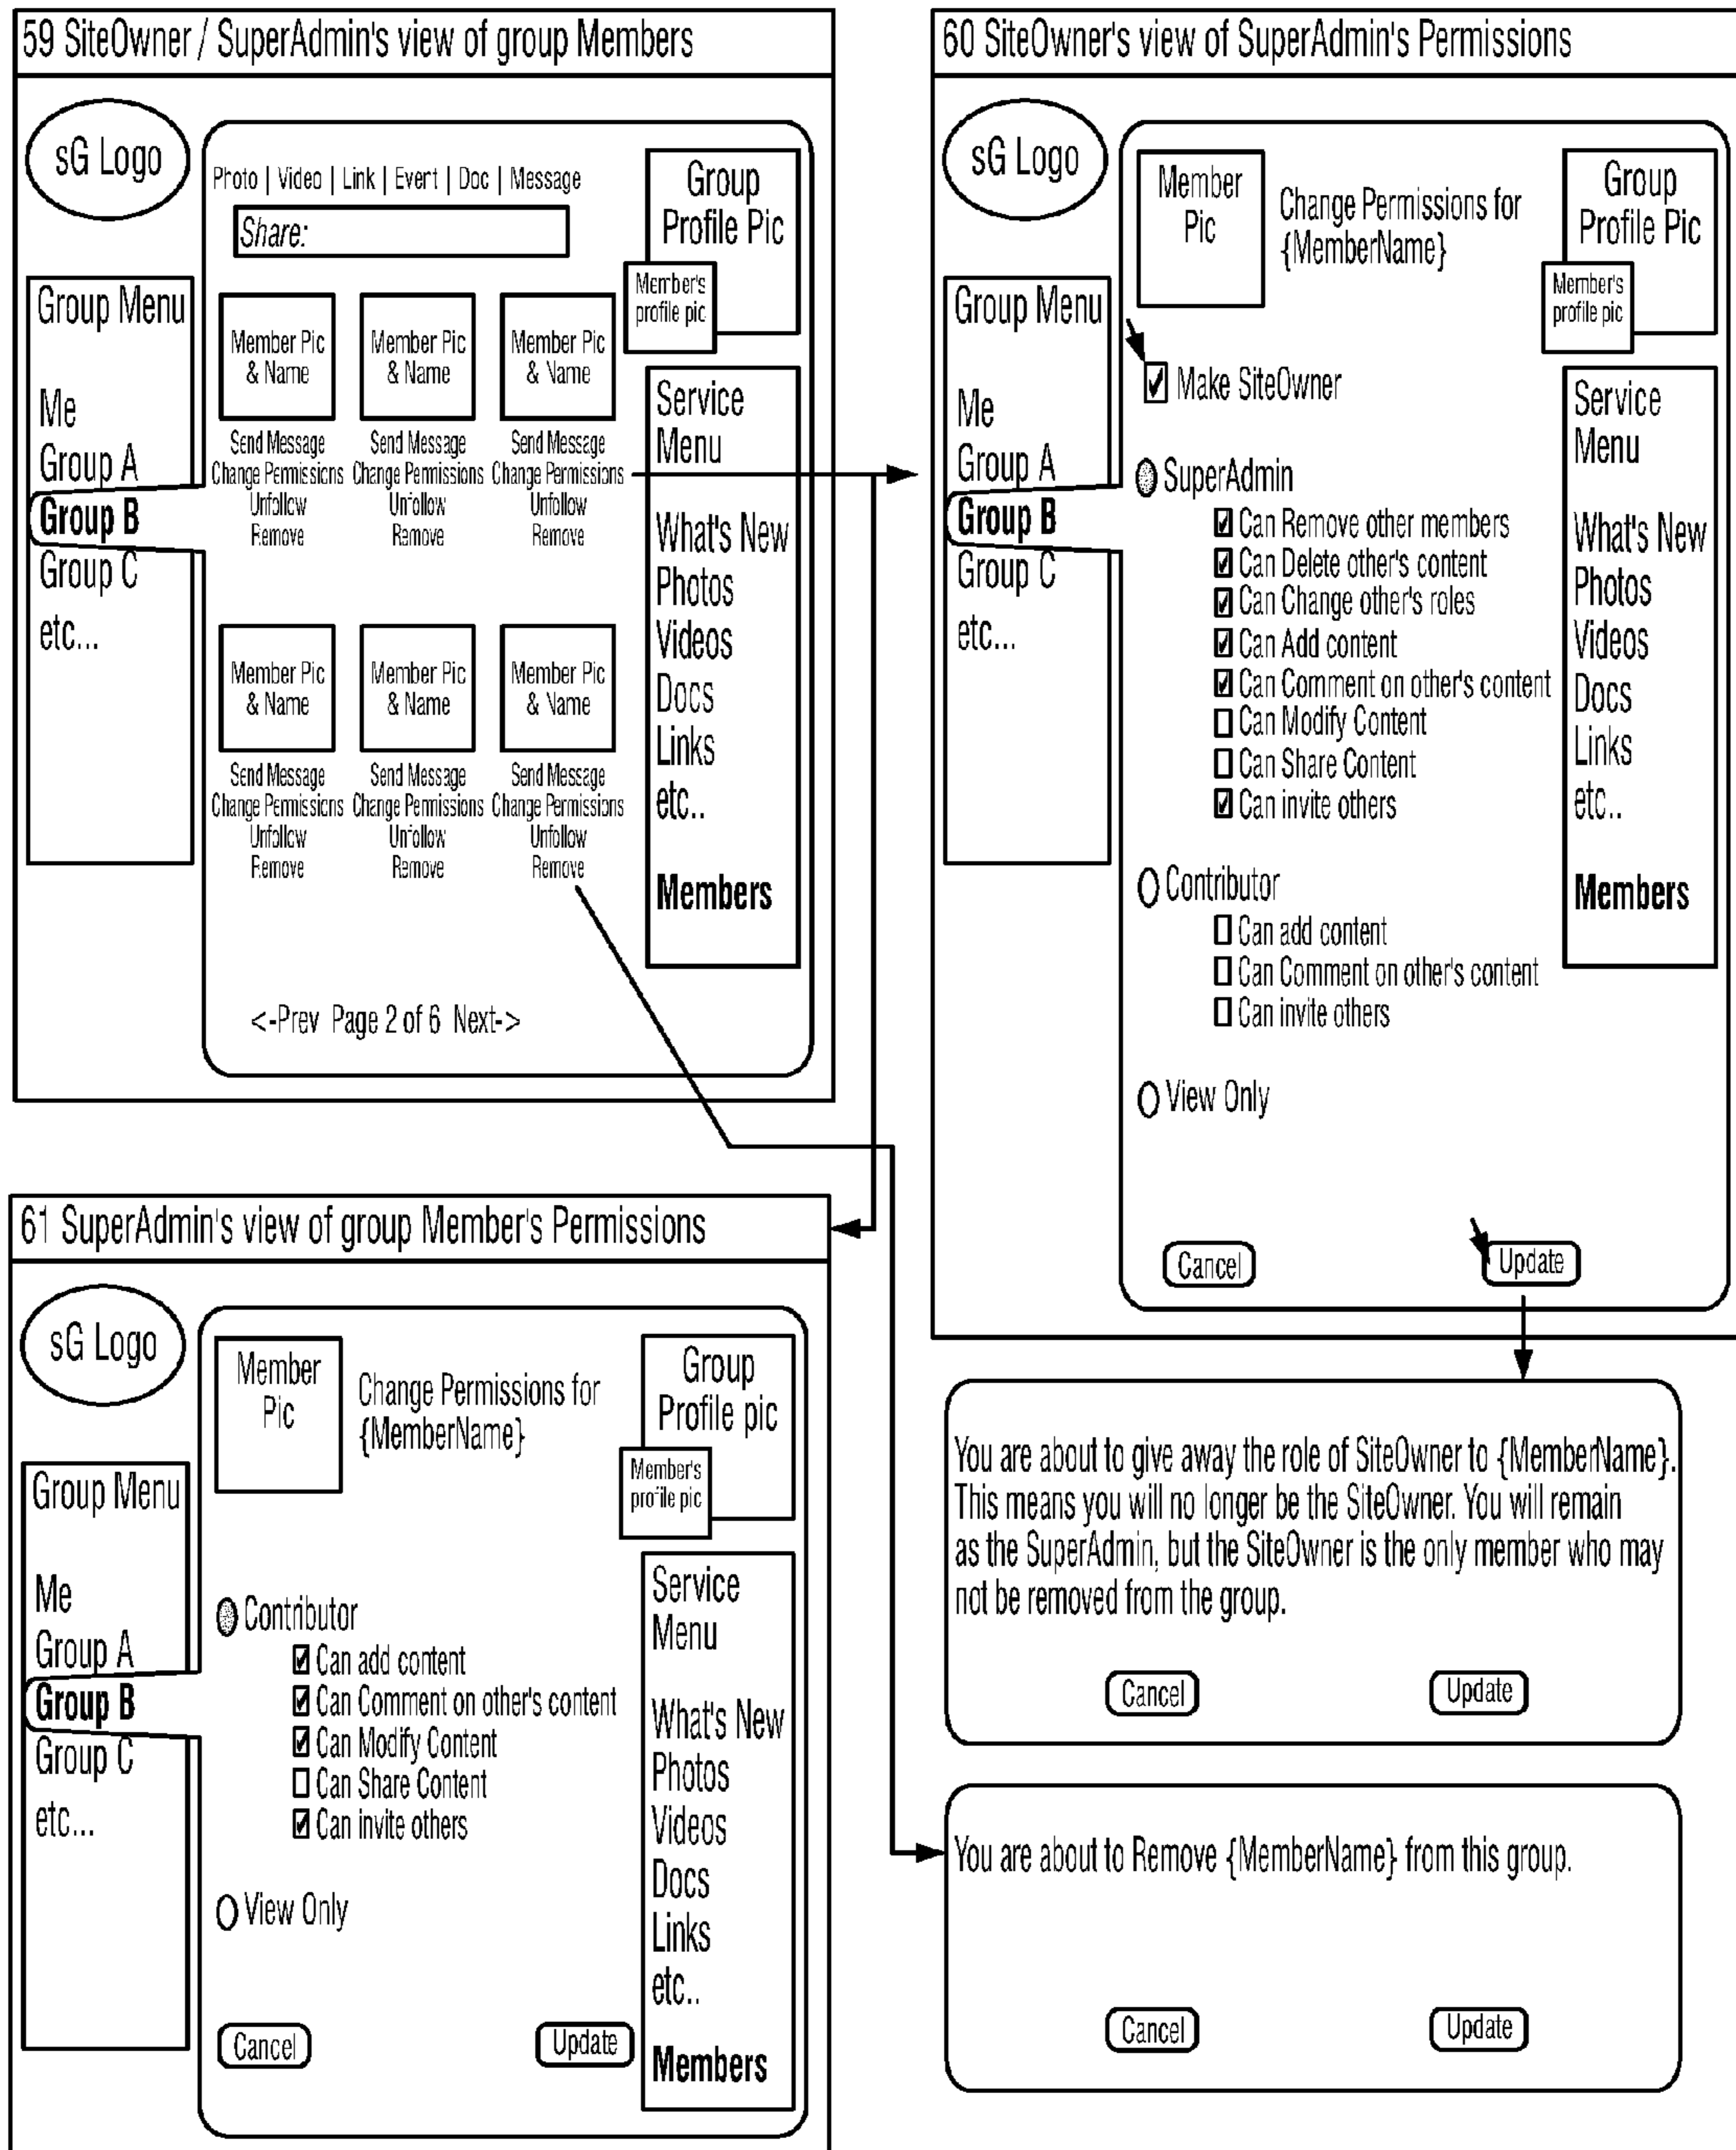 59 SiteOwner / SuperAdmin's view of group Members
sG Logo
Photo | Video | Link | Event | Doc | Message
Share:
Group
Profile Pic
Member's
profile pic
Group Menu
Me
Group A
Group B
Group C
etc...
Member Pic
& Name
Member Pic
& Name
Member Pic
& Name
Send Message
Change Permissions
Unfollow
Remove
Send Message
Change Permissions
Unfollow
Remove
Send Message
Change Permissions
Unfollow
Remove
Member Pic
& Name
Member Pic
& Name
Member Pic
& Name
Send Message
Change Permissions
Unfollow
Remove
Send Message
Change Permissions
Unfollow
Remove
Send Message
Change Permissions
Unfollow
Remove
<-Prev Page 2 of 6 Next->
Service
Menu
What's New
Photos
Videos
Docs
Links
etc..
Members
60 SiteOwner's view of SuperAdmin's Permissions
sG Logo
Member
Pic
Change Permissions for
{MemberName}
Group
Profile Pic
Member's
profile pic
Group Menu
Me
Group A
Group B
Group C
etc...
Make SiteOwner
SuperAdmin
Can Remove other members
Can Delete other's content
Can Change other's roles
Can Add content
Can Comment on other's content
Can Modify Content
Can Share Content
Can invite others
Contributor
Can add content
Can Comment on other's content
Can invite others
View Only
Cancel
Update
Service
Menu
What's New
Photos
Videos
Docs
Links
etc..
Members
61 SuperAdmin's view of group Member's Permissions
sG Logo
Member
Pic
Change Permissions for
{MemberName}
Group
Profile pic
Member's
profile pic
Group Menu
Me
Group A
Group B
Group C
etc...
Contributor
Can add content
Can Comment on other's content
Can Modify Content
Can Share Content
Can invite others
View Only
Cancel
Update
Service
Menu
What's New
Photos
Videos
Docs
Links
etc..
Members
You are about to give away the role of SiteOwner to {MemberName}.
This means you will no longer be the SiteOwner. You will remain
as the SuperAdmin, but the SiteOwner is the only member who may
not be removed from the group.
Cancel
Update
You are about to Remove {MemberName} from this group.
Cancel
Update